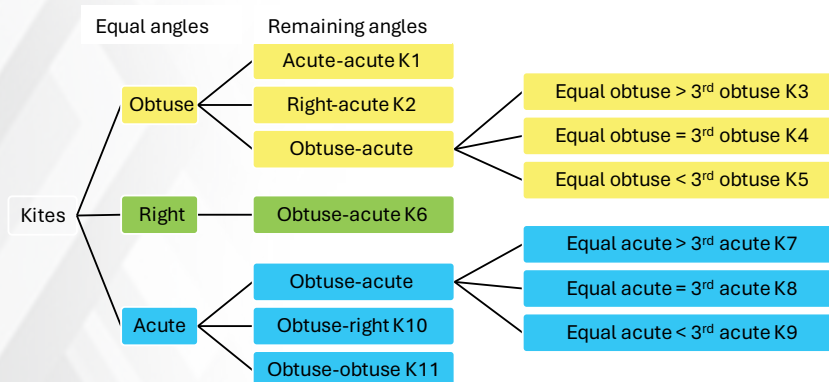 Equal angles
Remaining angles
Acute-acute K1
Obtuse
Right-acute K2
Obtuse-acute
Equal obtuse > 3rd obtuse K3
Equal obtuse = 3rd obtuse K4
Equal obtuse < 3rd obtuse K5
Kites
Right
Obtuse-acute K6
Obtuse-acute
Equal acute > 3rd acute K7
Equal acute = 3rd acute K8
Equal acute < 3rd acute K9
Acute
Obtuse-right K10
Obtuse-obtuse K11